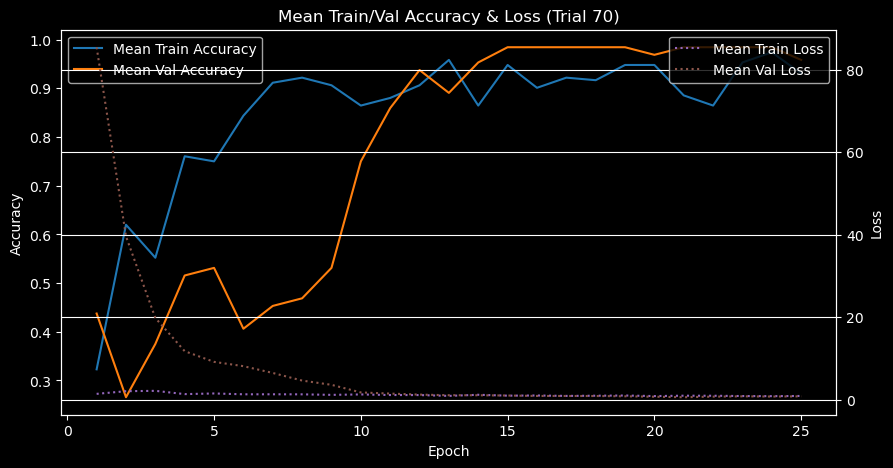 Mean Train/Val Accuracy & Loss (Trial 70)
Mean Train Accuracy
Mean Val Accuracy
Mean Train Loss
Mean Val Loss
1.0
0.9
0.8
0.7
0.6
0.5
0.4
0.3
Accuracy
80
60
40
20
0
Loss
0
5
10
15
20
25
Epoch